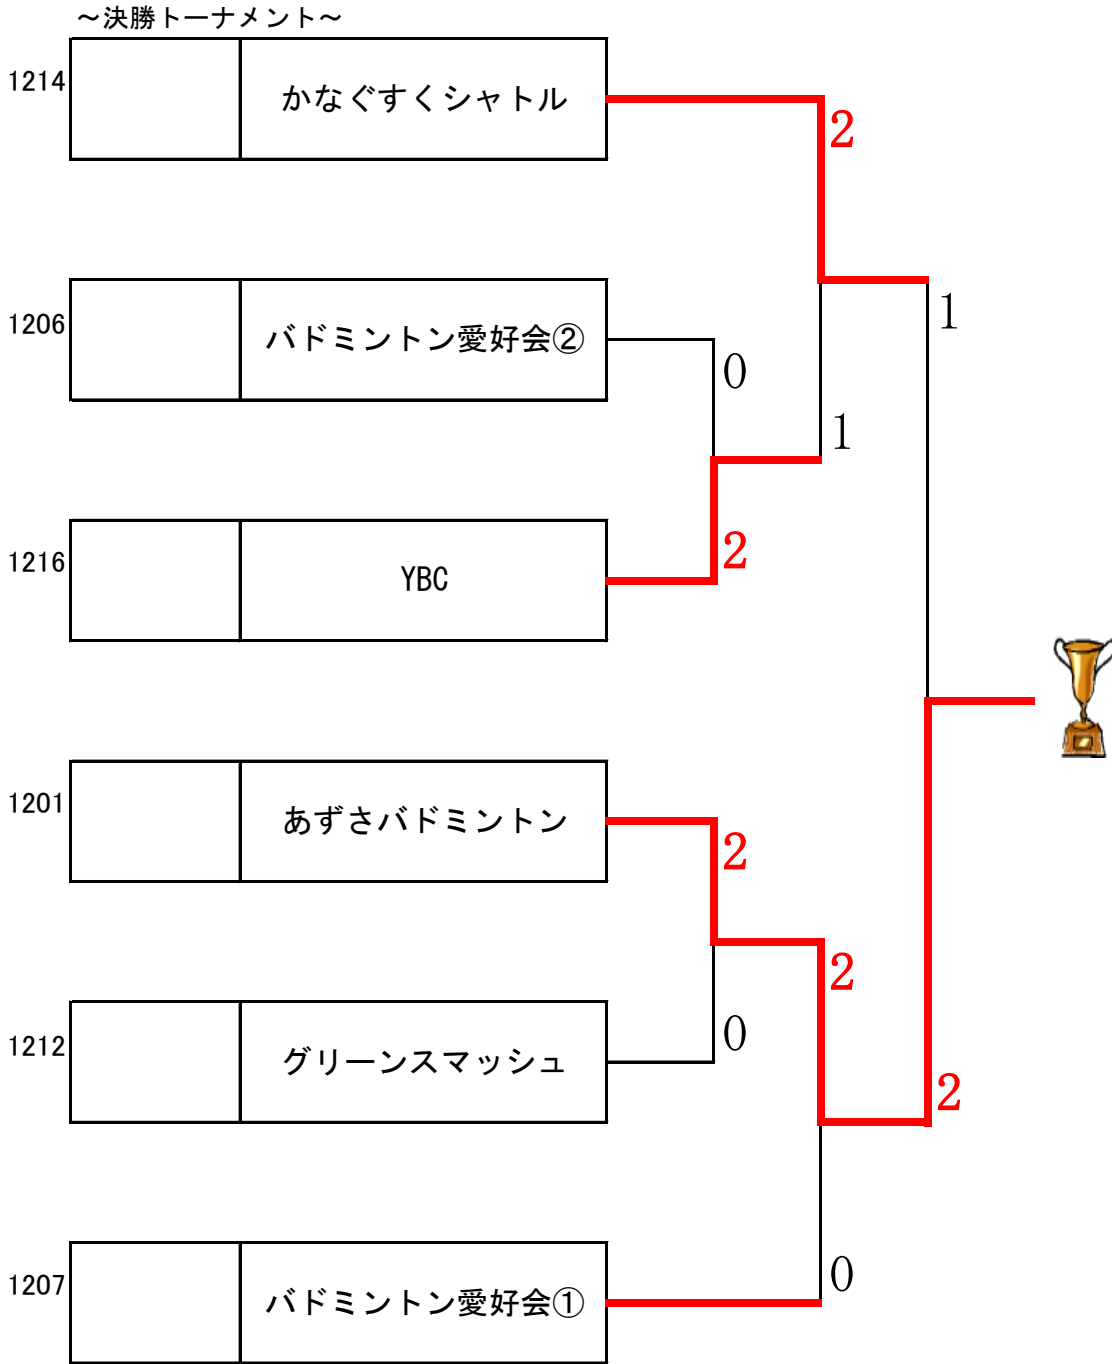 ～決勝トーナメント～
1214 かなぐすくシャトル
2
1
1206 バドミントン愛好会②
0
1
1216 YBC
2
1201 あずさバドミントン
2
2
1212 グリーンスマッシュ
0
2
1207 バドミントン愛好会①
0